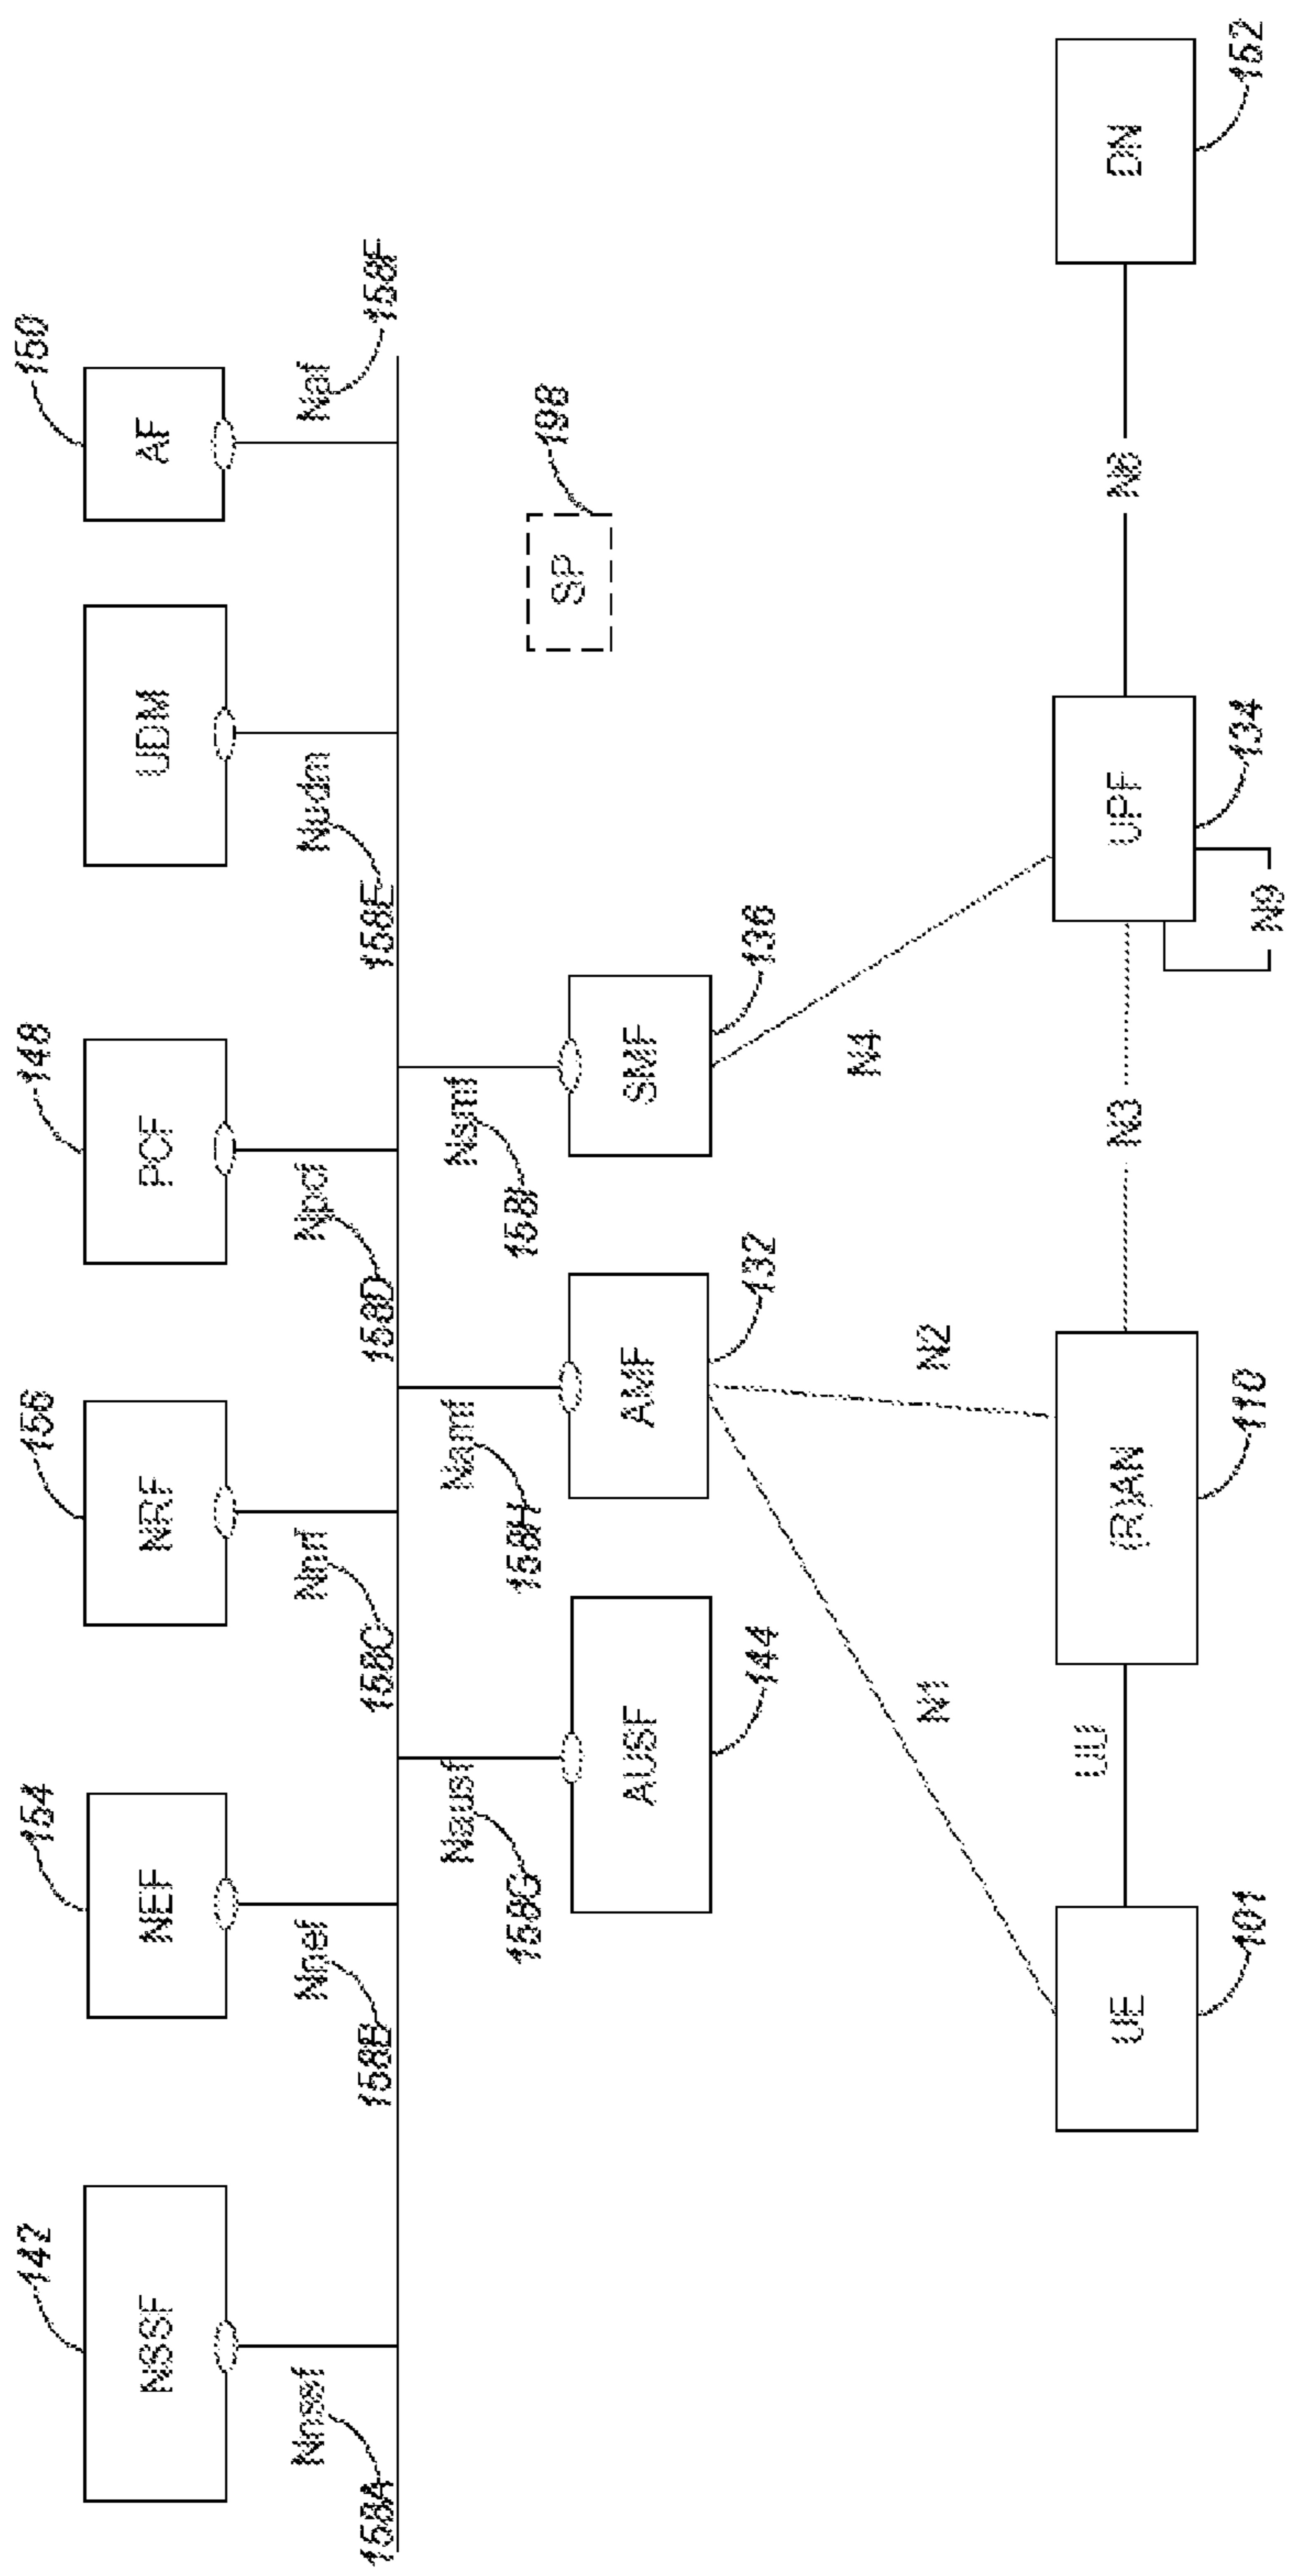 142
154
156
148
150
NSSF
NEF
NRF
PCF
UDM
AF
Nnssf
Nnef
Nnrf
Npcf
Nudm
Naf
158A
158B
158C
158D
158E
158F
Nausf
Namf
Nsmf
158G
158H
158I
SP
198
AUSF
AMF
SMF
144
132
136
N1
N2
N4
UU
N3
N6
UE
(R)AN
UPF
DN
101
110
134
152
N9